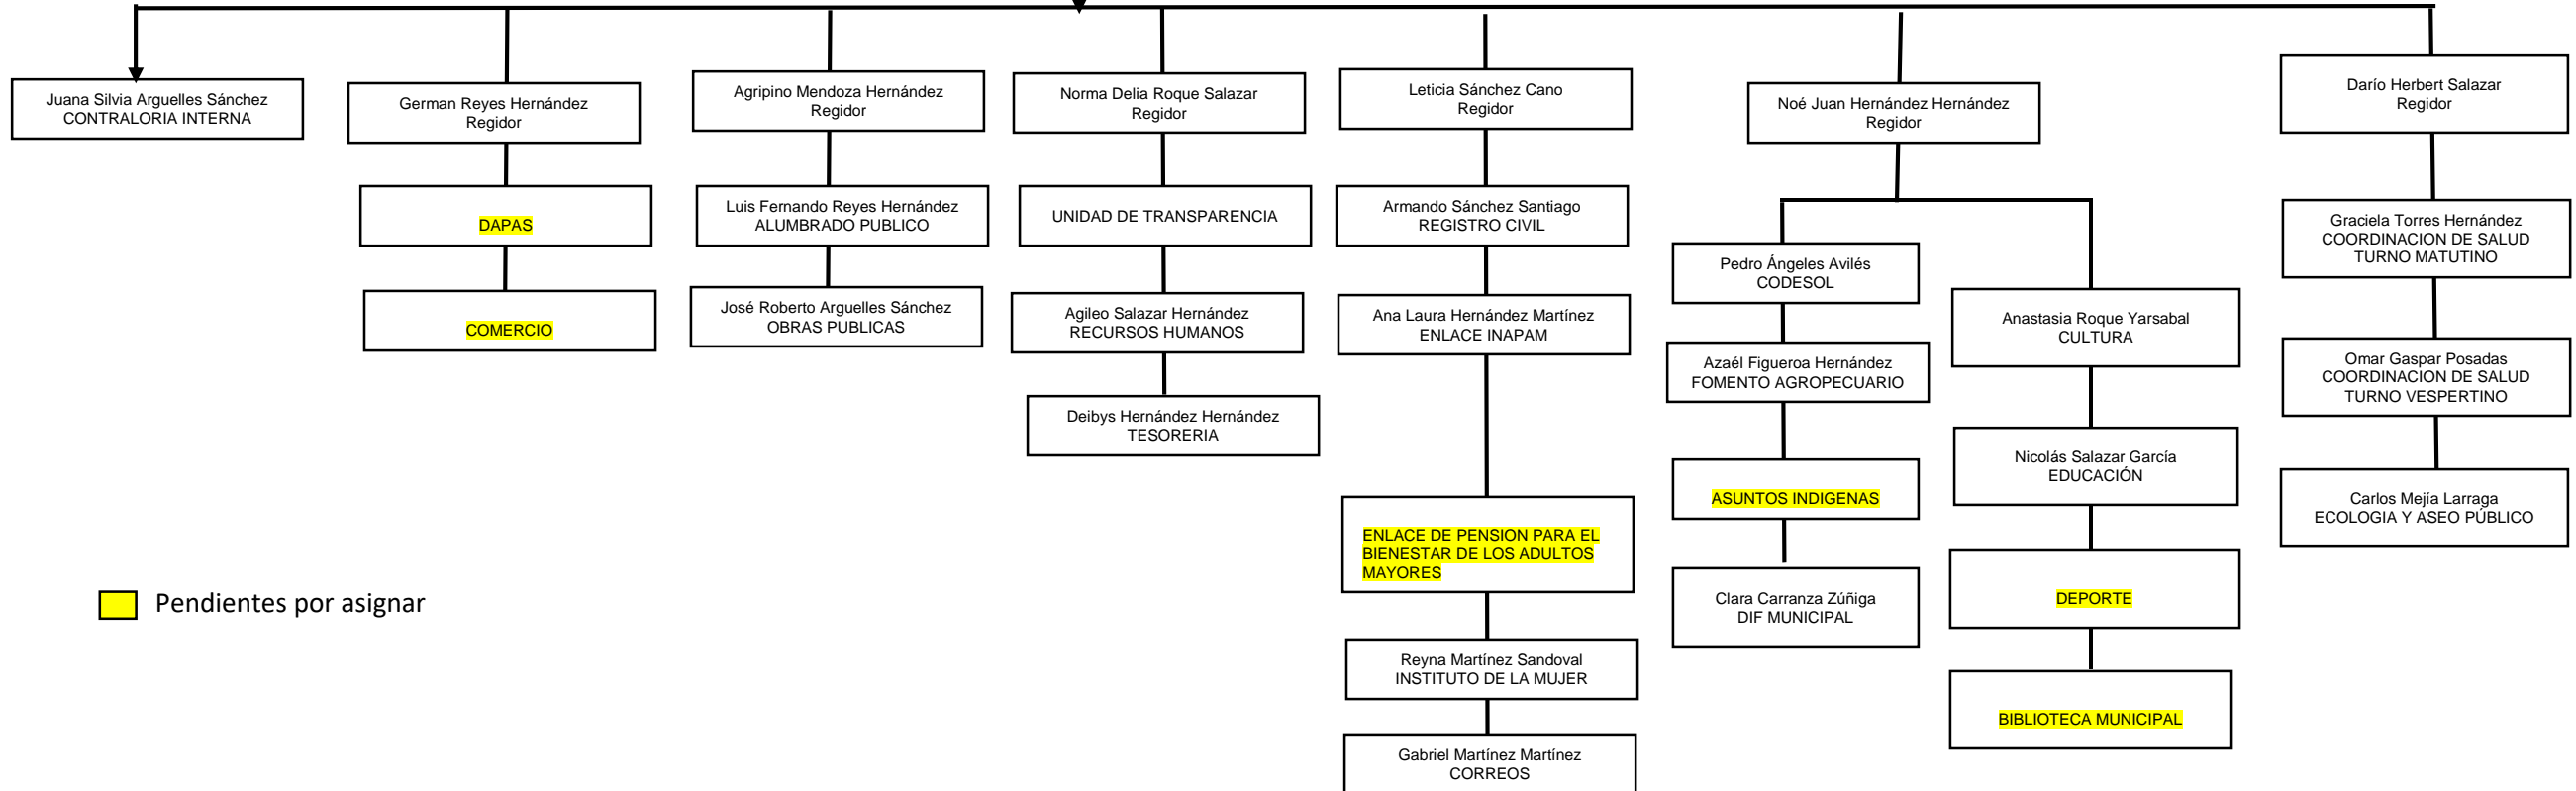 Juana Silvia Arguelles Sánchez
CONTRALORIA INTERNA
German Reyes Hernández
Regidor
DAPAS
COMERCIO
Agripino Mendoza Hernández
Regidor
Luis Fernando Reyes Hernández
ALUMBRADO PUBLICO
José Roberto Arguelles Sánchez
OBRAS PUBLICAS
Norma Delia Roque Salazar
Regidor
UNIDAD DE TRANSPARENCIA
Agileo Salazar Hernández
RECURSOS HUMANOS
Deibys Hernández Hernández
TESORERIA
Leticia Sánchez Cano
Regidor
Armando Sánchez Santiago
REGISTRO CIVIL
Ana Laura Hernández Martínez
ENLACE INAPAM
ENLACE DE PENSION PARA EL
BIENESTAR DE LOS ADULTOS
MAYORES
Reyna Martínez Sandoval
INSTITUTO DE LA MUJER
Gabriel Martínez Martínez
CORREOS
Noé Juan Hernández Hernández
Regidor
Pedro Ángeles Avilés
CODESOL
Azaél Figueroa Hernández
FOMENTO AGROPECUARIO
ASUNTOS INDIGENAS
Clara Carranza Zúñiga
DIF MUNICIPAL
Anastasia Roque Yarsabal
CULTURA
Nicolás Salazar García
EDUCACIÓN
DEPORTE
BIBLIOTECA MUNICIPAL
Darío Herbert Salazar
Regidor
Graciela Torres Hernández
COORDINACION DE SALUD
TURNO MATUTINO
Omar Gaspar Posadas
COORDINACION DE SALUD
TURNO VESPERTINO
Carlos Mejía Larraga
ECOLOGIA Y ASEO PÚBLICO
Pendientes por asignar